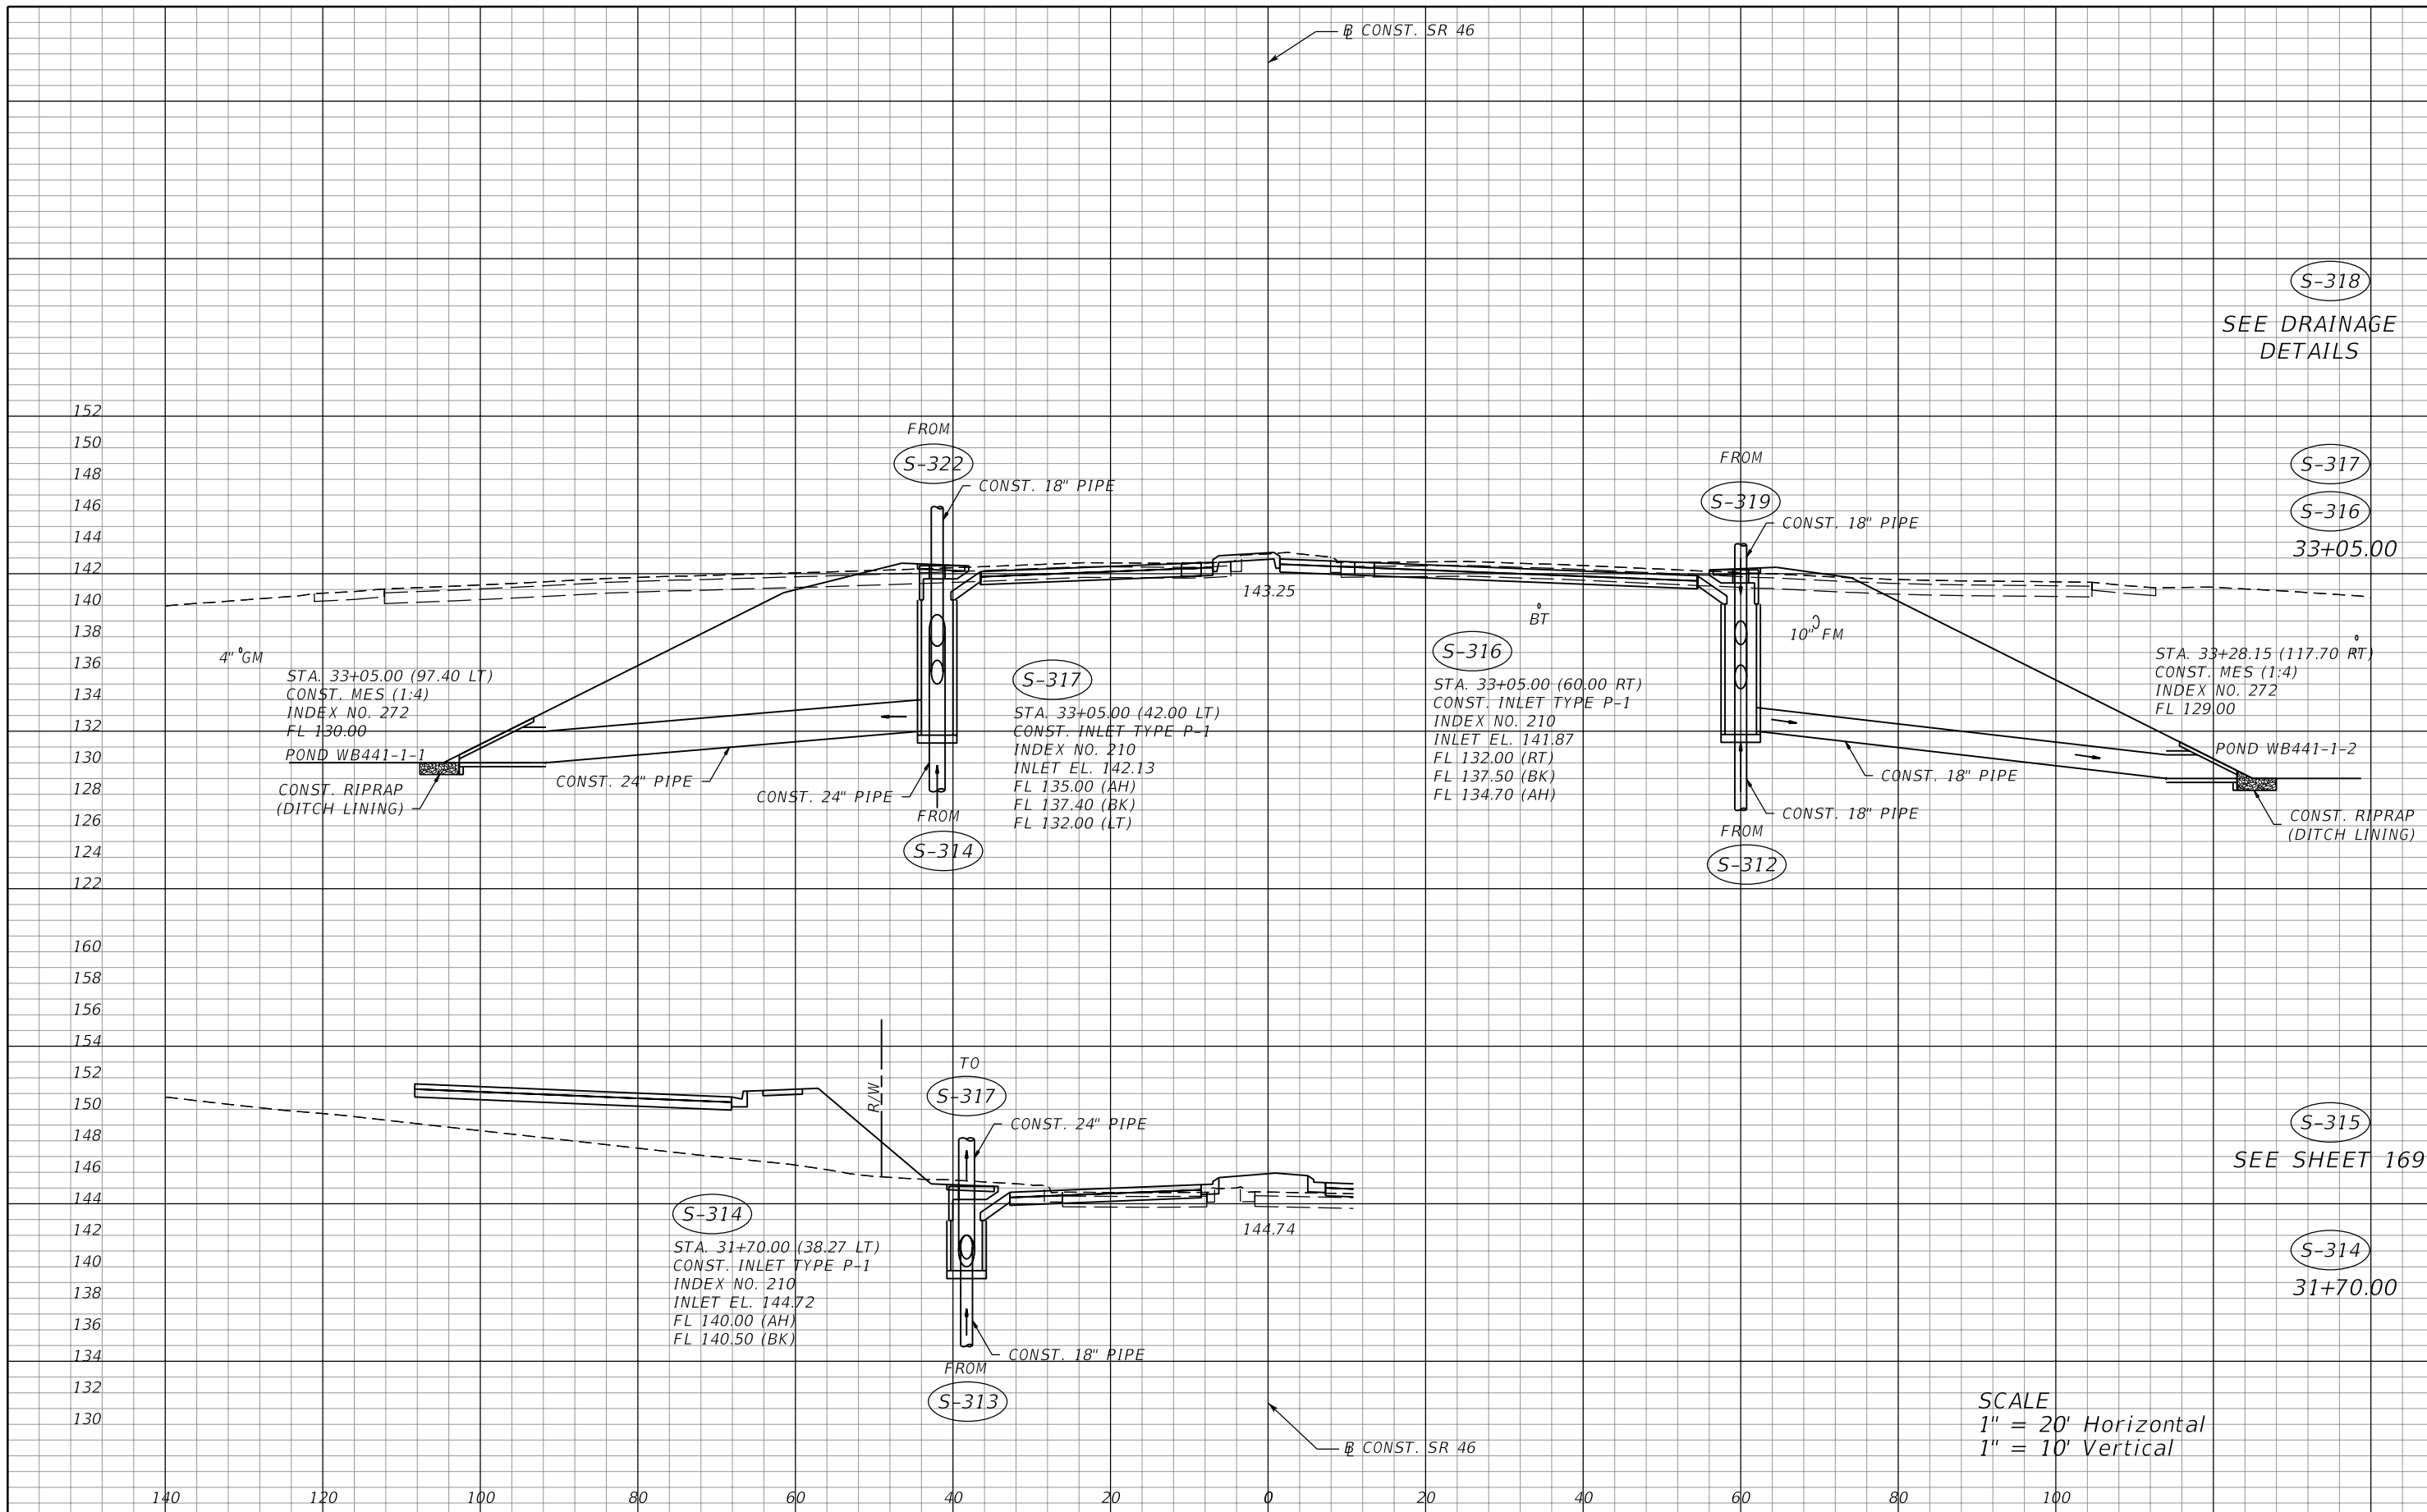 B CONST. SR 46
S-318
SEE DRAINAGE
DETAILS
152
150
148
146
144
142
140
138
136
134
132
130
128
126
124
122
FROM
S-322
CONST. 18" PIPE
FROM
S-319
CONST. 18" PIPE
S-317
S-316
33+05.00
143.25
BT
10" FM
4" GM
STA. 33+05.00 (97.40 LT)
CONST. MES (1:4)
INDEX NO. 272
FL 130.00
POND WB441-1-1
CONST. RIPRAP
(DITCH LINING)
CONST. 24" PIPE
CONST. 24" PIPE
FROM
S-314
S-317
STA. 33+05.00 (42.00 LT)
CONST. INLET TYPE P-1
INDEX NO. 210
INLET EL. 142.13
FL 135.00 (AH)
FL 137.40 (BK)
FL 132.00 (LT)
S-316
STA. 33+05.00 (60.00 RT)
CONST. INLET TYPE P-1
INDEX NO. 210
INLET EL. 141.87
FL 132.00 (RT)
FL 137.50 (BK)
FL 134.70 (AH)
CONST. 18" PIPE
CONST. 18" PIPE
FROM
S-312
STA. 33+28.15 (117.70 RT)
CONST. MES (1:4)
INDEX NO. 272
FL 129.00
POND WB441-1-2
CONST. RIPRAP
(DITCH LINING)
160
158
156
154
152
150
148
146
144
142
140
138
136
134
132
130
R/W
TO
S-317
CONST. 24" PIPE
S-314
STA. 31+70.00 (38.27 LT)
CONST. INLET TYPE P-1
INDEX NO. 210
INLET EL. 144.72
FL 140.00 (AH)
FL 140.50 (BK)
CONST. 18" PIPE
FROM
S-313
144.74
S-315
SEE SHEET 169
S-314
31+70.00
B CONST. SR 46
SCALE
1" = 20' Horizontal
1" = 10' Vertical
140 120 100 80 60 40 20 0 20 40 60 80 100